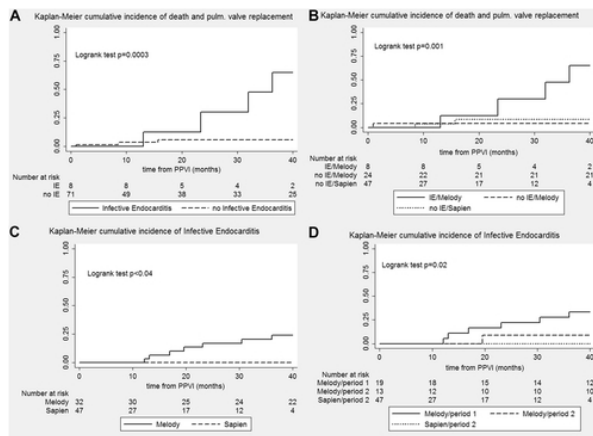 A
Kaplan-Meier cumulative incidence of death and pulm. valve replacement
1.00
0.75
0.50
0.25
0.00
Logrank test p=0.0003
0 10 20 30 40
time from PPVI (months)
Number at risk
IE 8 8 5 4 2
no IE 71 49 38 33 25
Infective Endocarditis no Infective Endocarditis
B
Kaplan-Meier cumulative incidence of death and pulm. valve replacement
1.00
0.75
0.50
0.25
0.00
Logrank test p=0.001
0 10 20 30 40
time from PPVI (months)
Number at risk
IE/Melody 8 8 5 4 2
no IE/Melody 24 22 21 21 21
no IE/Sapien 47 27 17 12 4
IE/Melody no IE/Melody
no IE/Sapien
C
Kaplan-Meier cumulative incidence of Infective Endocarditis
1.00
0.75
0.50
0.25
0.00
Logrank test p<0.04
0 10 20 30 40
time from PPVI (months)
Number at risk
Melody 32 30 25 24 22
Sapien 47 27 17 12 4
Melody Sapien
D
Kaplan-Meier cumulative incidence of Infective Endocarditis
1.00
0.75
0.50
0.25
0.00
Logrank test p=0.02
0 10 20 30 40
time from PPVI (months)
Number at risk
Melody/period 1 19 18 15 14 12
Melody/period 2 13 12 10 10 10
Sapien/period 2 47 27 17 12 4
Melody/period 1 Melody/period 2
Sapien/period 2